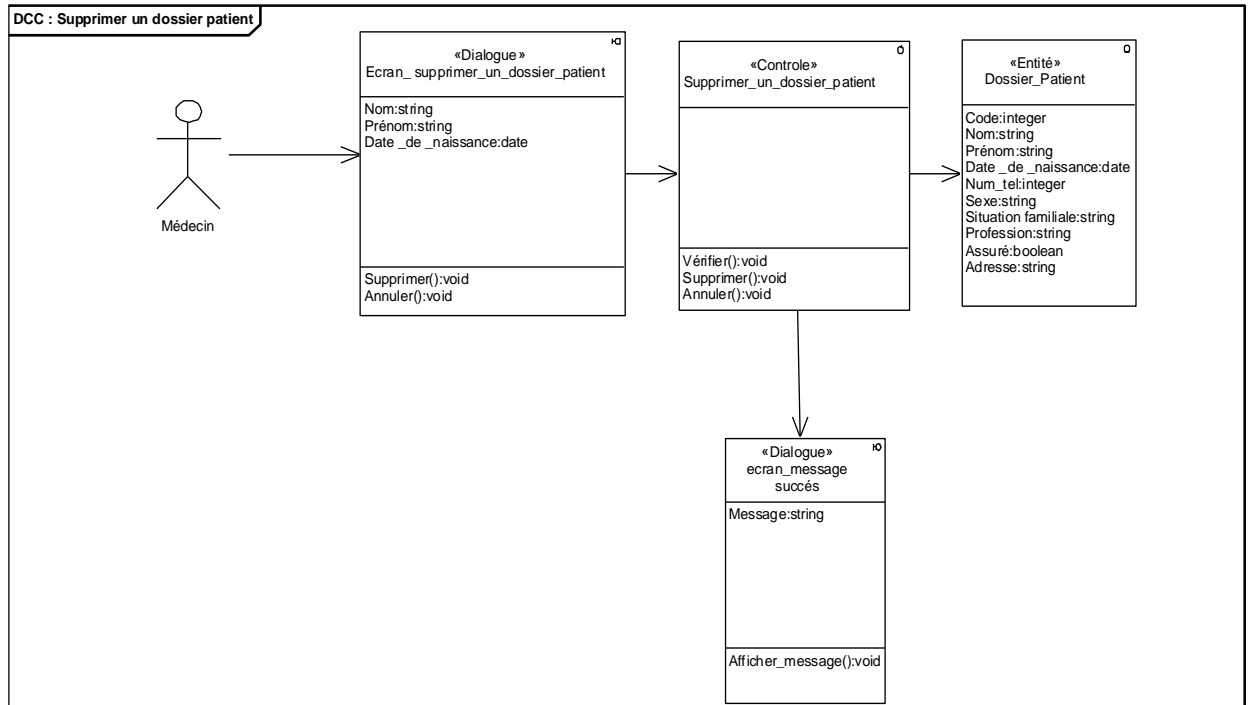 DCC : Supprimer un dossier patient
Médecin
«Dialogue»
Ecran_ supprimer_un_dossier_patient
Nom:string
Prénom:string
Date _de _naissance:date
Supprimer():void
Annuler():void
«Controle»
Supprimer_un_dossier_patient
Vérifier():void
Supprimer():void
Annuler():void
«Entité»
Dossier_Patient
Code:integer
Nom:string
Prénom:string
Date _de _naissance:date
Num_tel:integer
Sexe:string
Situation familiale:string
Profession:string
Assuré:boolean
Adresse:string
«Dialogue»
ecran_message
succés
Message:string
Afficher_message():void